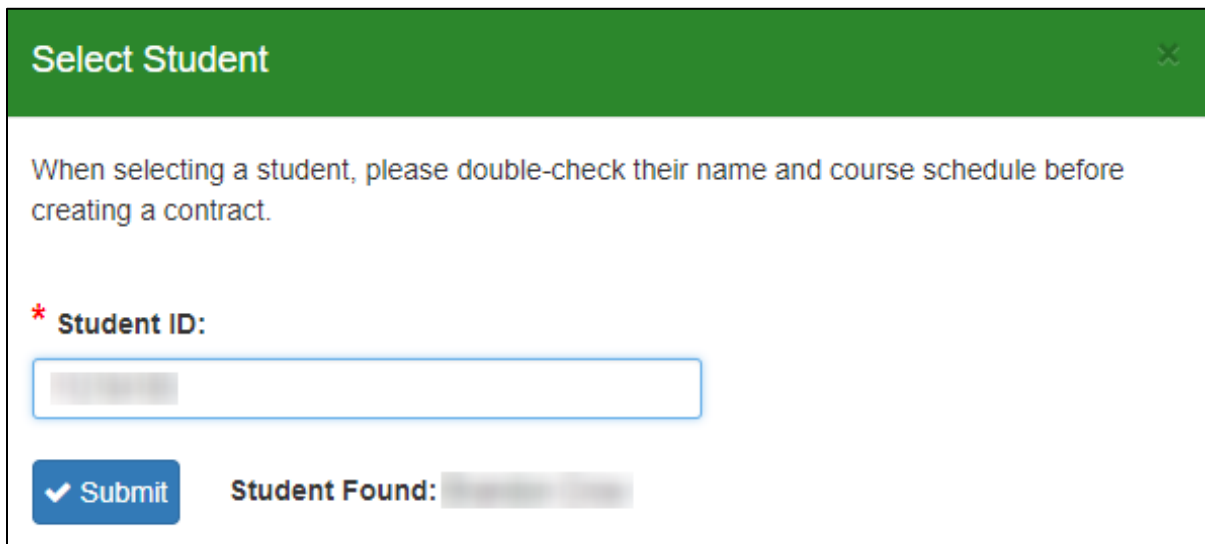 Select Student
×
When selecting a student, please double-check their name and course schedule before
creating a contract.
* Student ID:
Submit
Student Found: